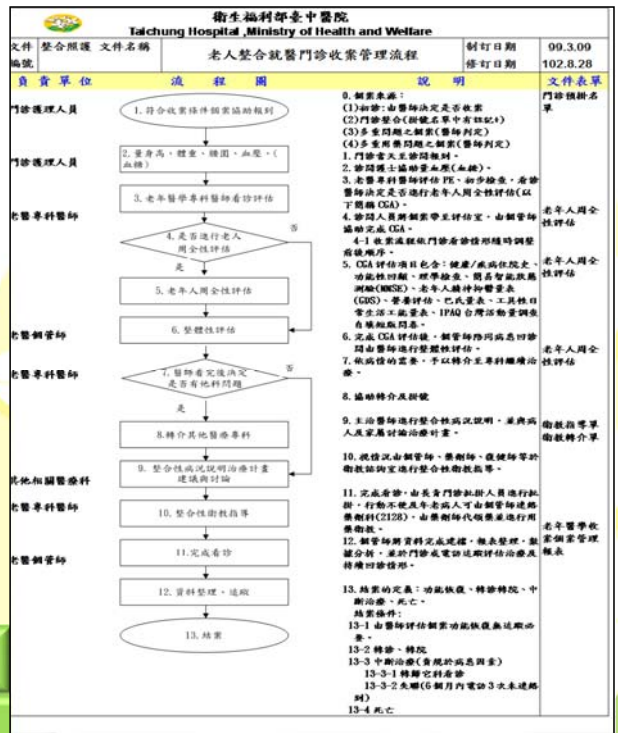 衛生福利部臺中醫院
Taichung Hospital ,Ministry of Health and Welfare
文件編號
整合照護
文件名稱
老人整合就醫門診收案管理流程
制訂日期
99.3.09
修訂日期
102.8.28
負責單位
流程圖
說明
文件表單
門診護理人員
門診護理人員
老醫專科醫師
老醫個管師
老醫專科醫師
其他相關醫療科
老醫專科醫師
老醫個管師
1.符合收案條件個案協助報到
2.量身高、體重、腰圍、血壓、(
血糖)
3.老年醫學專科醫師看診評估
4.是否進行老人
周全性評估
否
是
5.老年人周全性評估
6.整體性評估
7.醫師看完後決定
是否有他科問題
否
是
8.轉介其他醫療專科
9. 整合性病況說明治療計畫
建議與討論
10.整合性衛教指導
11.完成看診
12.資料整理、追蹤
13.結案
0.個案來源：
(1)初診:由醫師決定是否收案
(2)門診整合(掛號名單中有註記*)
(3)多重問題之個案(醫師判定)
(4)多重用藥問題之個案(醫師判定)
1.門診當天至診間報到。
2.診間護士協助量血壓(血糖)。
3.老醫專科醫師評估 PE、初步檢查，看診
醫師決定是否進行老年人周全性評估(以
下簡稱 CGA)。
4.診間人員將個案帶至評估室，由個管師
協助完成 CGA。
4-1 收案流程依門診看診情形隨時調整
前後順序。
5. CGA 評估項目包含：健康/疾病住院史、
功能性回顧、理學檢查、簡易智能狀態
測驗(MMSE)、老年人精神抑鬱量表
(GDS)、營養評估、巴氏量表、工具性日
常生活工能量表、IPAQ 台灣活動量調查
自填短版問卷。
6.完成 CGA 評估後，個管師陪同病患回診
間由醫師進行整體性評估。
7.依病情的需要，予以轉介至專科繼續治
療。
8.協助轉介及掛號
9.主治醫師進行整合性病況說明，並與病
人及家屬討論治療計畫。
10.視情況由個管師、藥劑師、復健師等於
衛教諮詢室進行整合性衛教指導。
11.完成看診，由長青門診批掛人員進行批
掛，行動不便及年老病人可由個管師連絡
藥劑科(2128)，由藥師代領藥並進行用
藥衛教。
12.個管師將資料完成建檔、報表整理、數
據分析，並於門診或電話追蹤評估治療及
持續回診情形。
13.結案的定義：功能恢復、轉診轉院、中
斷治療、死亡。
結案條件:
13-1 由醫師評估個案功能恢復無追蹤必
要。
13-2 轉診、轉院
13-3 中斷治療(責規於病患因素)
13-3-1 轉歸它科看診
13-3-2 失聯(6 個月內電訪 3 次未連絡
到)
13-4 死亡
門診預掛名
單
老年人周全
性評估
老年人周全
性評估
老年人周全
性評估
衛教指導單
衛教轉介單
老年醫學收
案個案管理
報表